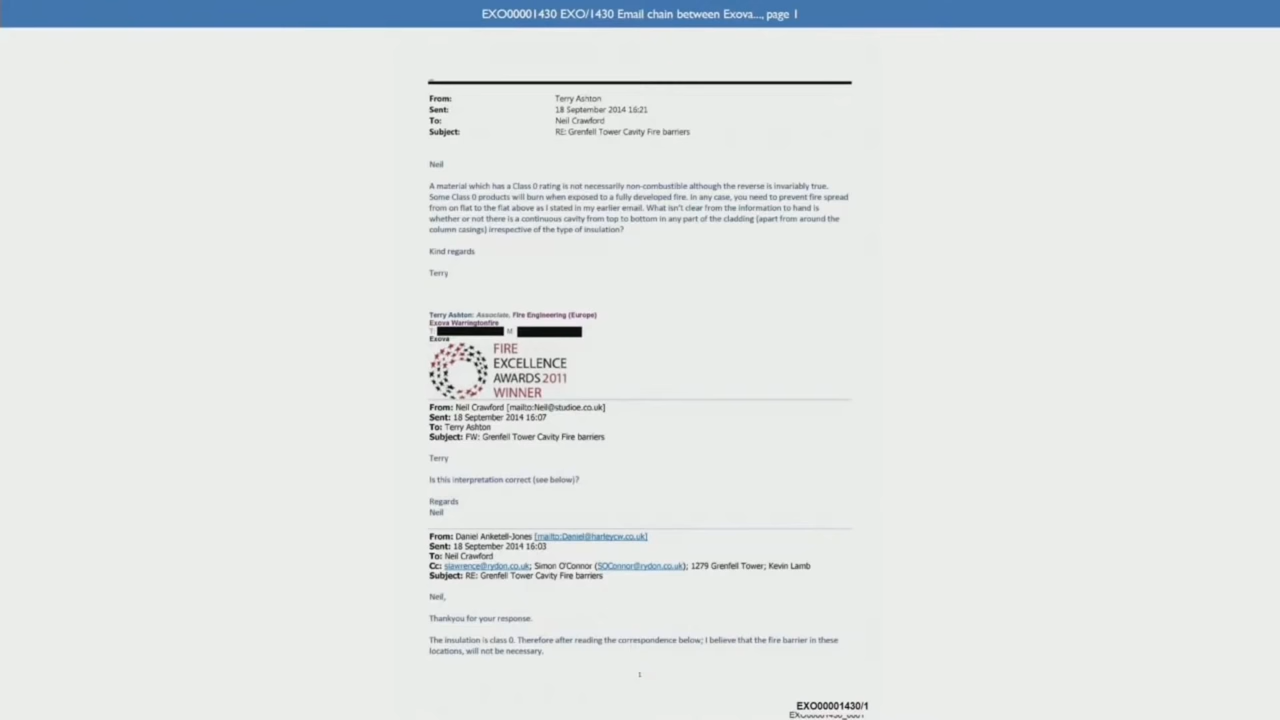 EXO00001430 EXO/1430 Email chain between Exova..., page 1
From: Terry Ashton
Sent: 18 September 2014 16:21
To: Neil Crawford
Subject: RE: Grenfell Tower Cavity Fire barriers
Neil
A material which has a Class 0 rating is not necessarily non-combustible although the reverse is invariably true.
Some Class 0 products will burn when exposed to a fully developed fire. In any case, you need to prevent fire spread
from on flat to the flat above as I stated in my earlier email. What isn't clear from the information to hand is
whether or not there is a continuous cavity from top to bottom in any part of the cladding (apart from around the
column casings) irrespective of the type of insulation?
Kind regards
Terry
Terry Ashton: Associate, Fire Engineering (Europe)
Exova Warringtonfire
T M
Exova
FIRE
EXCELLENCE
AWARDS 2011
WINNER
From: Neil Crawford [mailto:Neil@studioe.co.uk]
Sent: 18 September 2014 16:07
To: Terry Ashton
Subject: FW: Grenfell Tower Cavity Fire barriers
Terry
Is this interpretation correct (see below)?
Regards
Neil
From: Daniel Anketell-Jones [mailto:Daniel@harleycw.co.uk]
Sent: 18 September 2014 16:03
To: Neil Crawford
Cc: slawrence@rydon.co.uk; Simon O'Connor (SOConnor@rydon.co.uk); 1279 Grenfell Tower; Kevin Lamb
Subject: RE: Grenfell Tower Cavity Fire barriers
Neil,
Thankyou for your response.
The insulation is class 0. Therefore after reading the correspondence below; I believe that the fire barrier in these
locations, will not be necessary.
1
EXO00001430/1
EXO00001430_0001